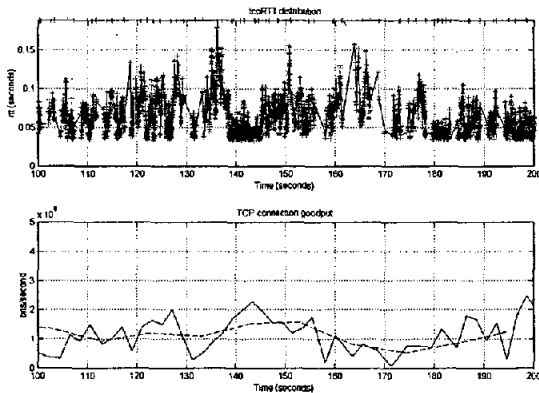 tcpRTT distribution
rtt (seconds)
0.15
0.1
0.05
0
100 110 120 130 140 150 160 170 180 190 200
Time (seconds)
TCP connection goodput
5
x 10
4
3
2
1
0
bits/second
100 110 120 130 140 150 160 170 180 190 200
Time (seconds)